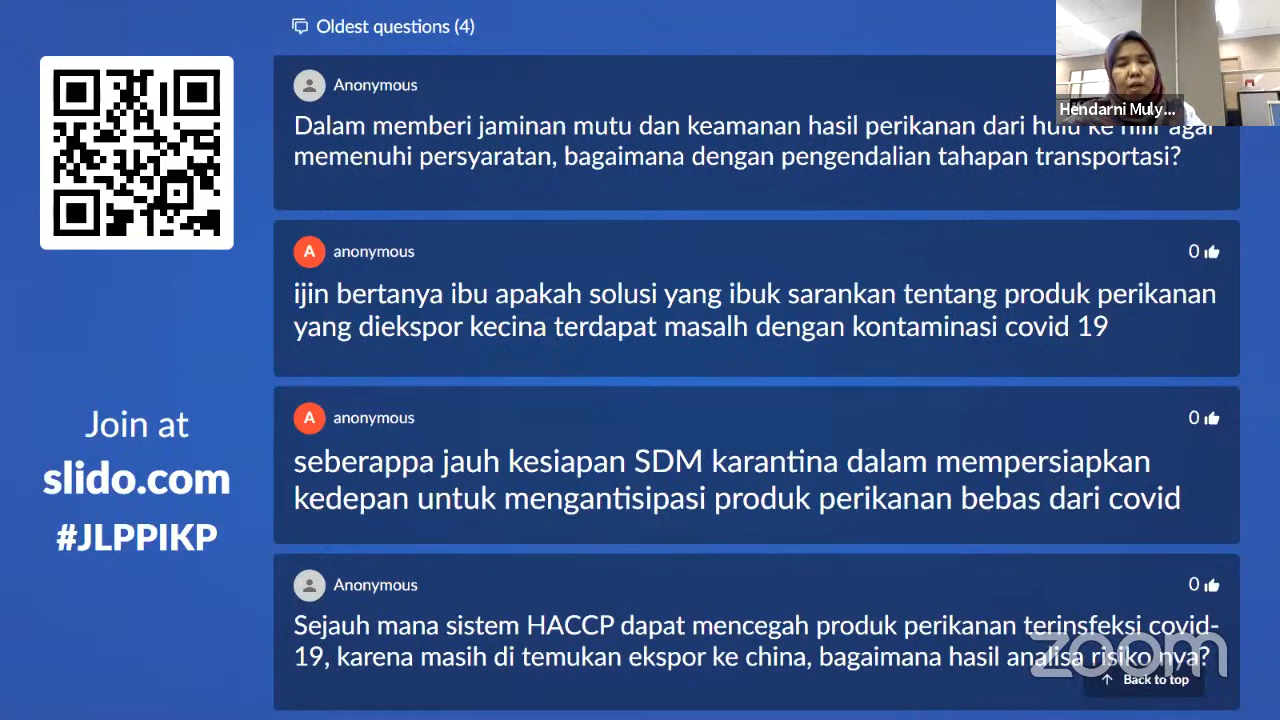 Oldest questions (4)
Hendarni Muly...
Anonymous
Dalam memberi jaminan mutu dan keamanan hasil perikanan dari hulu ke hilir agar
memenuhi persyaratan, bagaimana dengan pengendalian tahapan transportasi?
A anonymous 0
ijin bertanya ibu apakah solusi yang ibuk sarankan tentang produk perikanan
yang diekspor kecina terdapat masalh dengan kontaminasi covid 19
Join at
slido.com
#JLPPIKP
A anonymous 0
seberappa jauh kesiapan SDM karantina dalam mempersiapkan
kedepan untuk mengantisipasi produk perikanan bebas dari covid
Anonymous 0
Sejauh mana sistem HACCP dapat mencegah produk perikanan terinsfeksi covid-
19, karena masih di temukan ekspor ke china, bagaimana hasil analisa risiko nya?
zoom
↑ Back to top